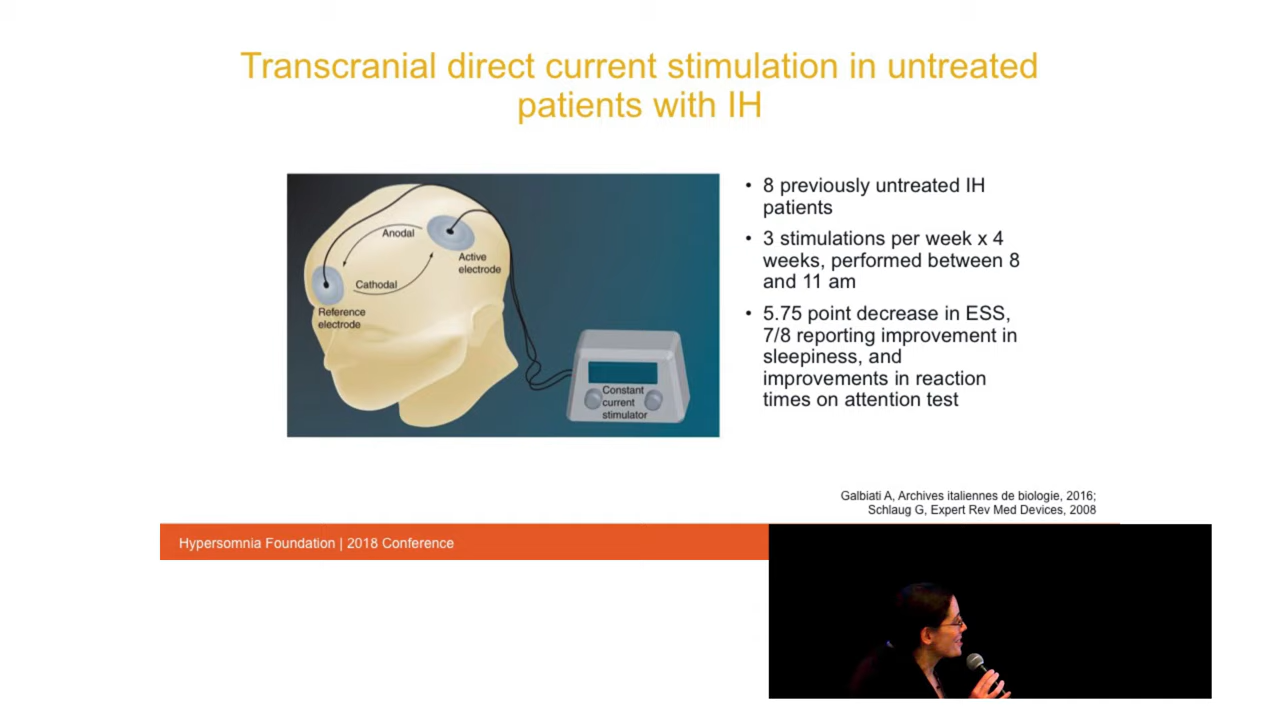 Transcranial direct current stimulation in untreated
patients with IH
Anodal
Active
electrode
Cathodal
Reference
electrode
Constant
current
stimulator
• 8 previously untreated IH
patients
• 3 stimulations per week x 4
weeks, performed between 8
and 11 am
• 5.75 point decrease in ESS,
7/8 reporting improvement in
sleepiness, and
improvements in reaction
times on attention test
Galbiati A, Archives italiennes de biologie, 2016;
Schlaug G, Expert Rev Med Devices, 2008
Hypersomnia Foundation | 2018 Conference